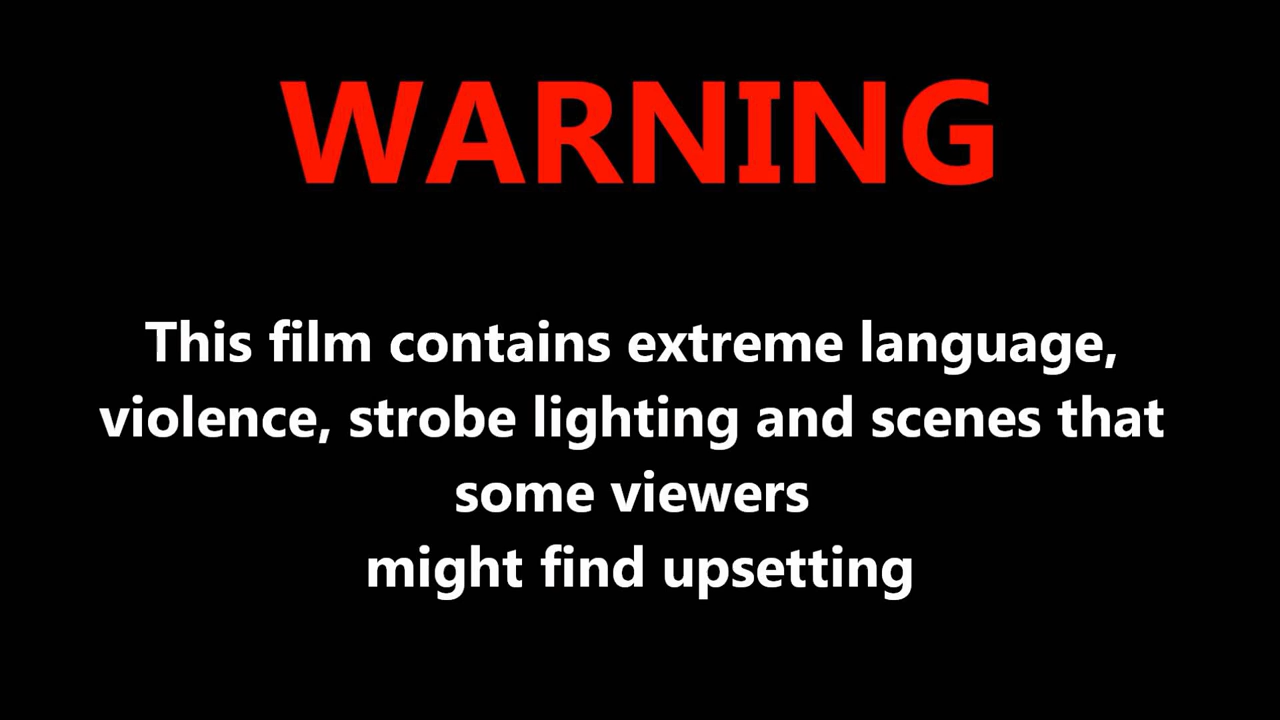 WARNING
This film contains extreme language,
violence, strobe lighting and scenes that
some viewers
might find upsetting